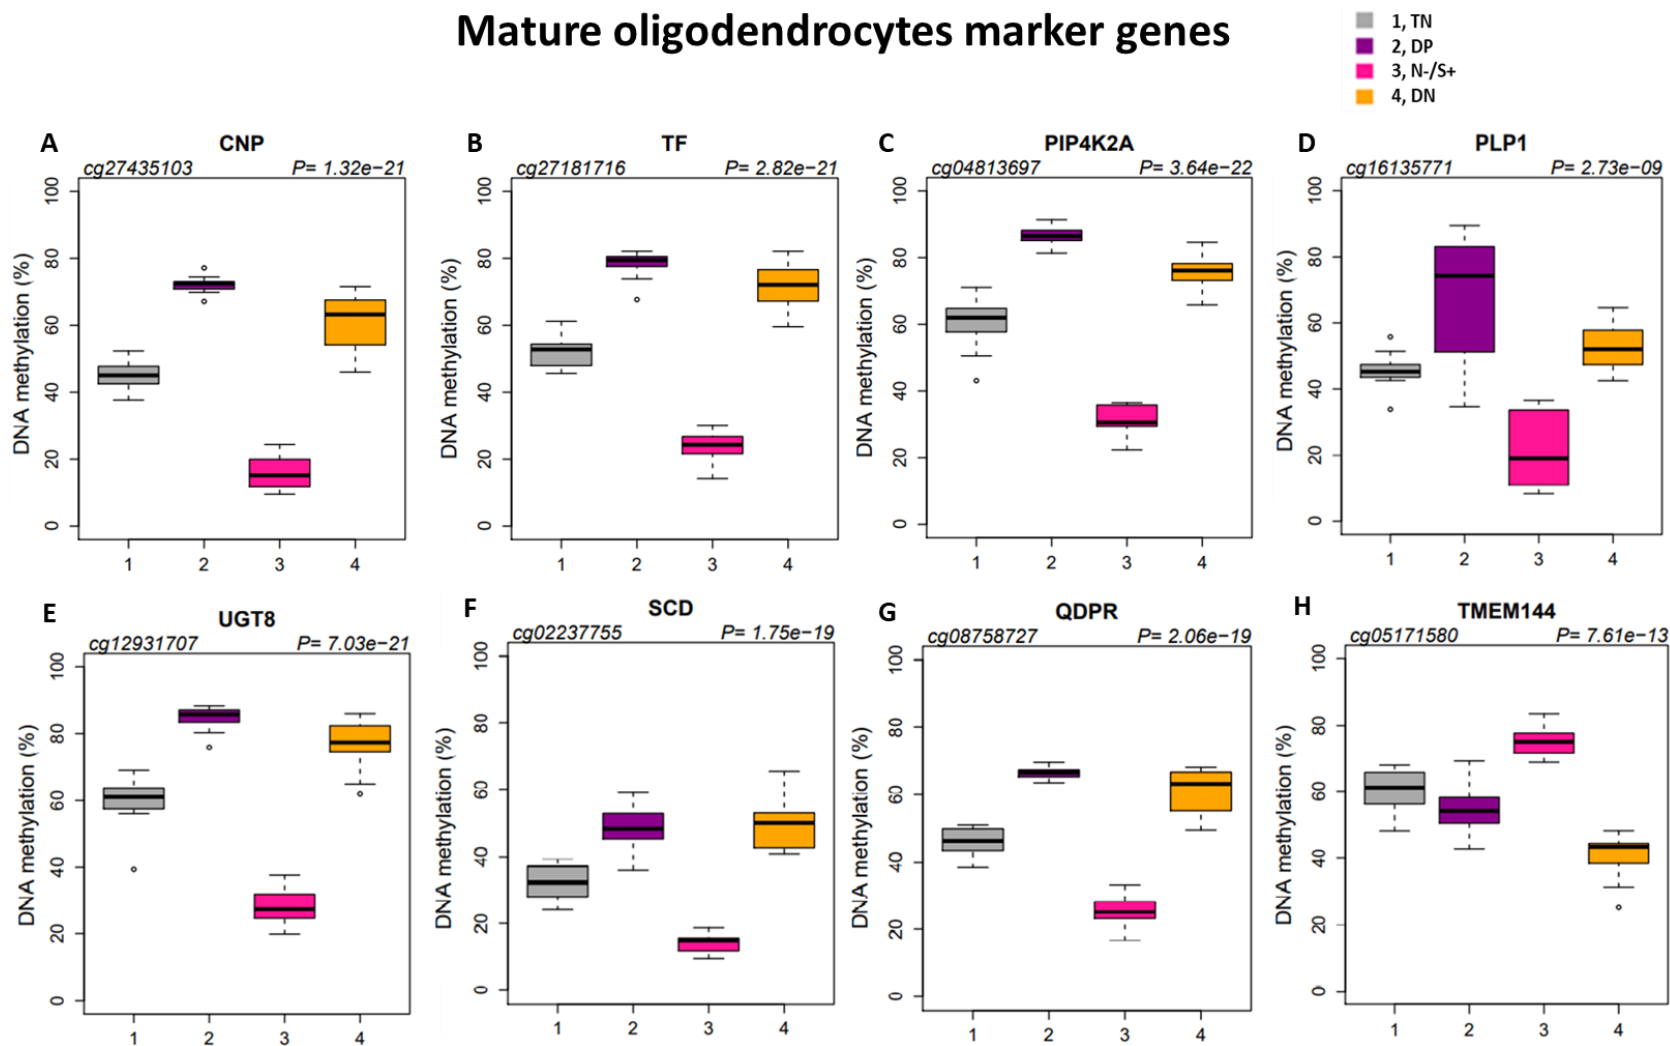 Mature oligodendrocytes marker genes
1, TN
2, DP
3, N-/S+
4, DN
A
CNP
cg27435103 P= 1.32e−21
DNA methylation (%)
100
80
60
40
20
0
1 2 3 4
B
TF
cg27181716 P= 2.82e−21
DNA methylation (%)
100
80
60
40
20
0
1 2 3 4
C
PIP4K2A
cg04813697 P= 3.64e−22
DNA methylation (%)
100
80
60
40
20
0
1 2 3 4
D
PLP1
cg16135771 P= 2.73e−09
DNA methylation (%)
100
80
60
40
20
0
1 2 3 4
E
UGT8
cg12931707 P= 7.03e−21
DNA methylation (%)
100
80
60
40
20
0
1 2 3 4
F
SCD
cg02237755 P= 1.75e−19
DNA methylation (%)
100
80
60
40
20
0
1 2 3 4
G
QDPR
cg08758727 P= 2.06e−19
DNA methylation (%)
100
80
60
40
20
0
1 2 3 4
H
TMEM144
cg05171580 P= 7.61e−13
DNA methylation (%)
100
80
60
40
20
0
1 2 3 4